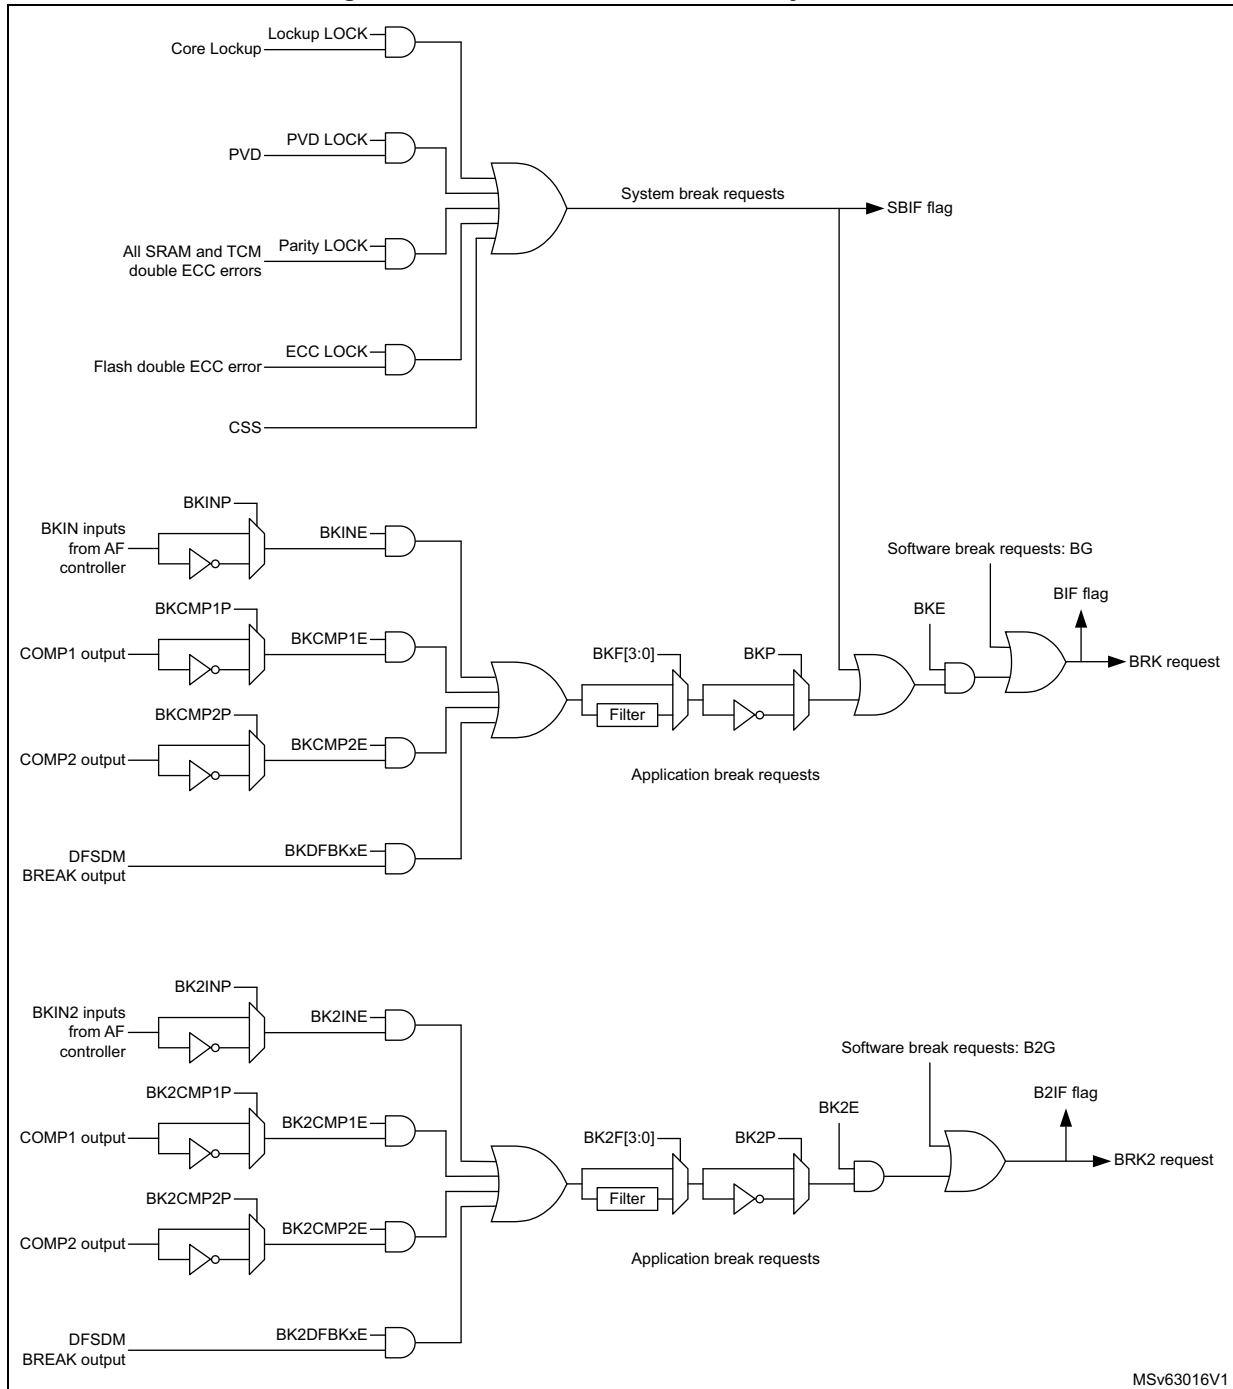 Lockup LOCK
Core Lockup
PVD LOCK
PVD
System break requests
SBIF flag
Parity LOCK
All SRAM and TCM
double ECC errors
ECC LOCK
Flash double ECC error
CSS
BKINP
BKIN inputs
from AF
controller
BKINE
Software break requests: BG
BIF flag
BKCMP1P
BKE
COMP1 output
BKCMP1E
BKF[3:0]
BKP
BRK request
BKCMP2P
Filter
COMP2 output
BKCMP2E
Application break requests
DFSDM
BREAK output
BKDFBKxE
BK2INP
BKIN2 inputs
from AF
controller
BK2INE
Software break requests: B2G
B2IF flag
BK2CMP1P
BK2E
COMP1 output
BK2CMP1E
BK2F[3:0]
BK2P
BRK2 request
BK2CMP2P
Filter
COMP2 output
BK2CMP2E
Application break requests
DFSDM
BREAK output
BK2DFBKxE
MSv63016V1